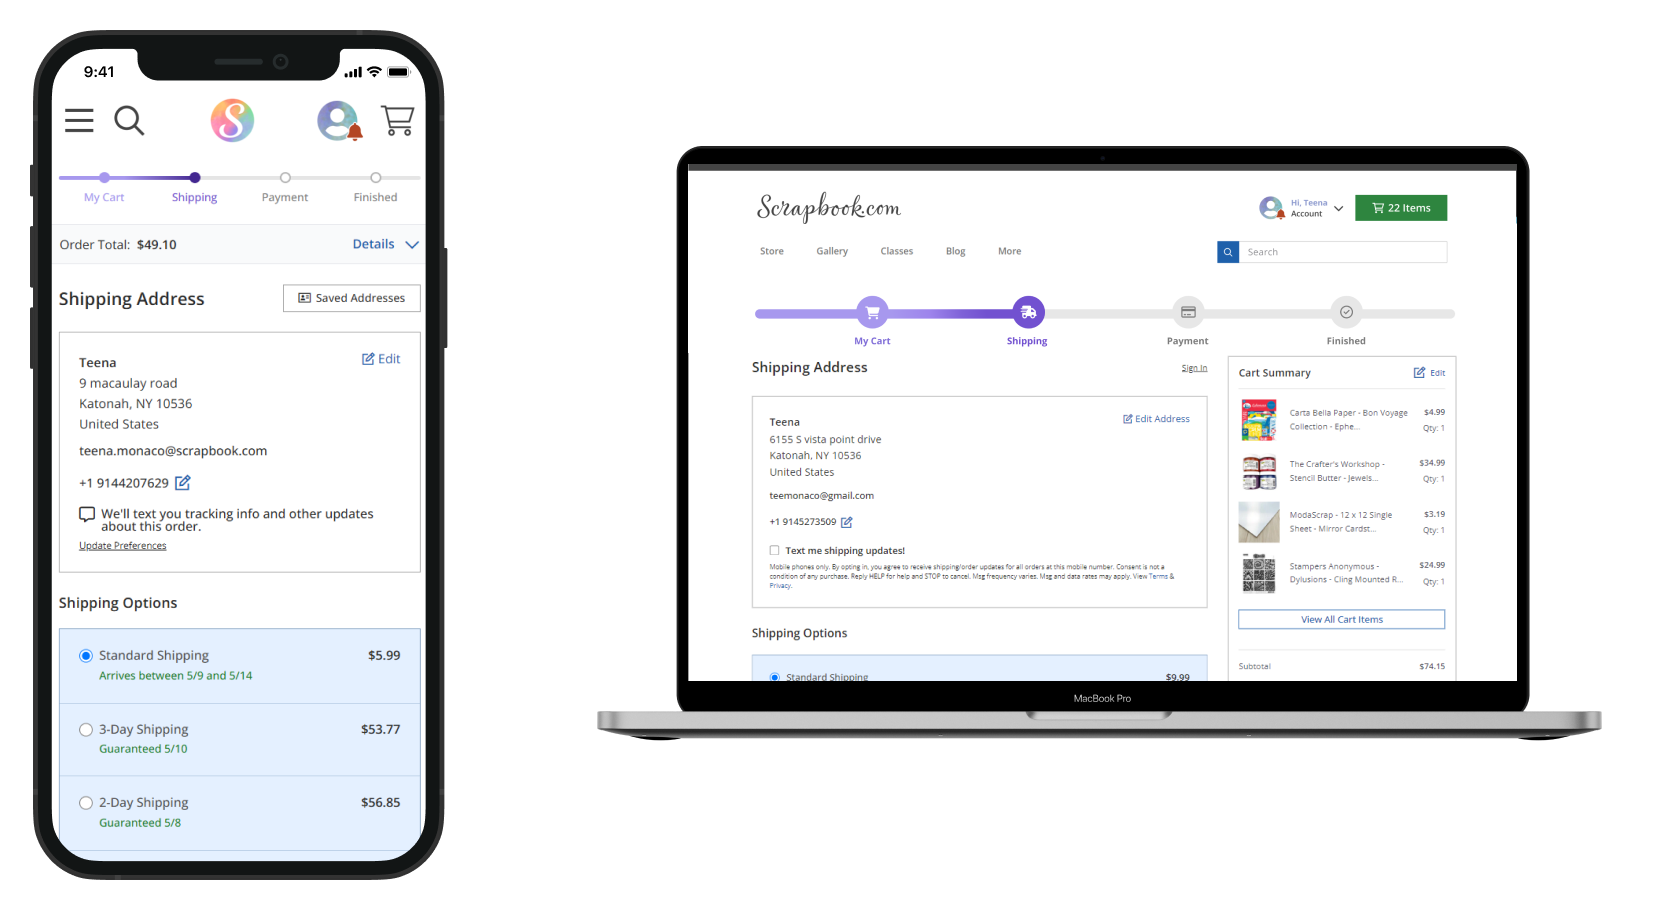 9:41
My Cart Shipping Payment Finished
Order Total: $49.10 Details
Shipping Address Saved Addresses
Teena Edit
9 macaulay road
Katonah, NY 10536
United States
teena.monaco@scrapbook.com
+1 9144207629
We'll text you tracking info and other updates
about this order.
Update Preferences
Shipping Options
Standard Shipping $5.99
Arrives between 5/9 and 5/14
3-Day Shipping $53.77
Guaranteed 5/10
2-Day Shipping $56.85
Guaranteed 5/8
Scrapbook.com
Hi, Teena
Account
22 Items
Store Gallery Classes Blog More
Search
My Cart Shipping Payment Finished
Shipping Address Sign In
Teena Edit Address
6155 S vista point drive
Katonah, NY 10536
United States
teemonaco@gmail.com
+1 9145273509
Text me shipping updates!
Mobile phones only. By opting in, you agree to receive shipping/order updates for all orders at this mobile number. Consent is not a
condition of any purchase. Reply HELP for help and STOP to cancel. Msg frequency varies. Msg and data rates may apply. View Terms &
Privacy.
Shipping Options
Standard Shipping $9.99
Cart Summary Edit
Carta Bella Paper - Bon Voyage $4.99
Collection - Ephe... Qty: 1
The Crafter's Workshop - $34.99
Stencil Butter - Jewels... Qty: 1
ModaScrap - 12 x 12 Single $3.19
Sheet - Mirror Cardst... Qty: 1
Stampers Anonymous - $24.99
Dylusions - Cling Mounted R... Qty: 1
View All Cart Items
Subtotal $74.15
MacBook Pro